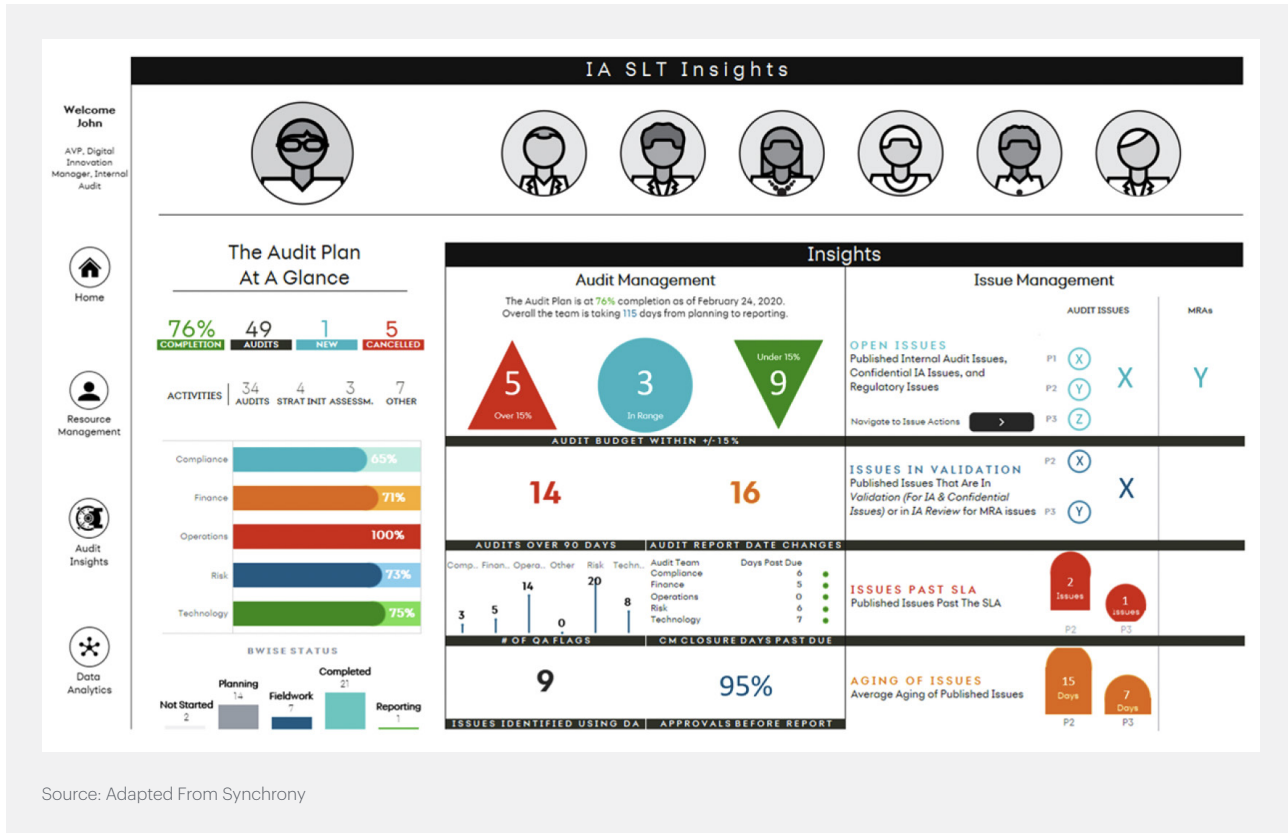 IA SLT Insights
Welcome
John
AVP, Digital
Innovation
Manager, Internal
Audit
Home
Resource
Management
Audit
Insights
Data
Analytics
The Audit Plan
At A Glance
76% 49 1 5
COMPLETION AUDITS NEW CANCELLED
ACTIVITIES 34 4 3 7
AUDITS STRAT INIT ASSESSM. OTHER
Compliance 65%
Finance 71%
Operations 100%
Risk 73%
Technology 75%
BWISE STATUS
Not Started
2
Planning
14
Fieldwork
7
Completed
21
Reporting
1
Insights
Audit Management
The Audit Plan is at 76% completion as of February 24, 2020.
Overall the team is taking 115 days from planning to reporting.
5
Over 15%
3
In Range
Under 15%
9
AUDIT BUDGET WITHIN +/-15%
14 16
AUDITS OVER 90 DAYS AUDIT REPORT DATE CHANGES
Comp.. Finan... Opera.. Other Risk Techn..
3 5 14 0 20 8
Audit Team Days Past Due
Compliance 6
Finance 5
Operations 0
Risk 6
Technology 7
# OF QA FLAGS CM CLOSURE DAYS PAST DUE
9 95%
ISSUES IDENTIFIED USING DA APPROVALS BEFORE REPORT
Issue Management
AUDIT ISSUES MRAs
OPEN ISSUES
Published Internal Audit Issues,
Confidential IA Issues, and
Regulatory Issues
Navigate to Issue Actions >
P1 X
P2 Y
P3 Z
X Y
ISSUES IN VALIDATION
Published Issues That Are In
Validation (For IA & Confidential
Issues) or in IA Review for MRA issues
P2 X
P3 Y
X
ISSUES PAST SLA
Published Issues Past The SLA
2
Issues
P2
1
Issues
P3
AGING OF ISSUES
Average Aging of Published Issues
15
Days
P2
7
Days
P3
Source: Adapted From Synchrony